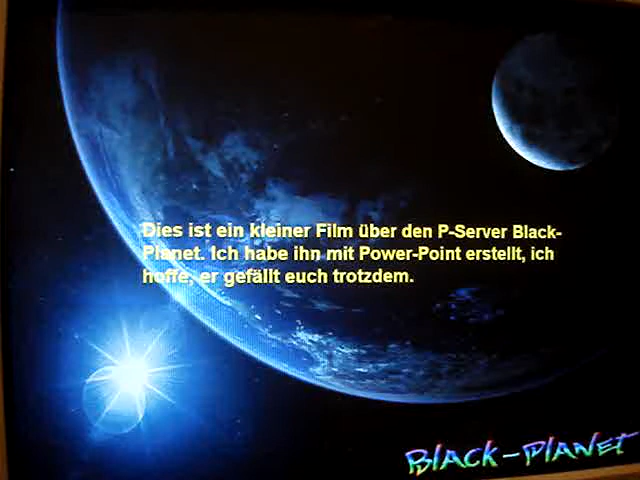 Dies ist ein kleiner Film über den P-Server Black-
Planet. Ich habe ihn mit Power-Point erstellt, ich
hoffe, er gefällt euch trotzdem.
BLACK-PLANET